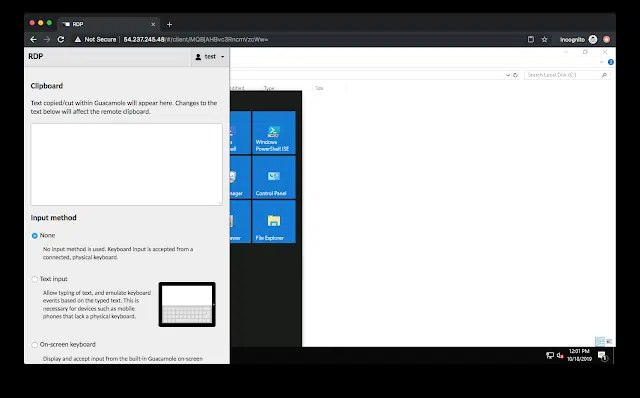 RDP
Not Secure
54.237.245.48
Incognito
RDP
test
Clipboard
Text copied/cut within Guacamole will appear here. Changes to the
text below will affect the remote clipboard.
Input method
None
No input method is used. Keyboard input is accepted from a
connected, physical keyboard.
Text input
Allow typing of text, and emulate keyboard
events based on the typed text. This is
necessary for devices such as mobile
phones that lack a physical keyboard.
On-screen keyboard
Display and accept input from the built-in Guacamole on-screen
Type
Size
Search Local Disk (C:)
Windows
PowerShell ISE
Control Panel
File Explorer
12:01 PM
10/18/2019